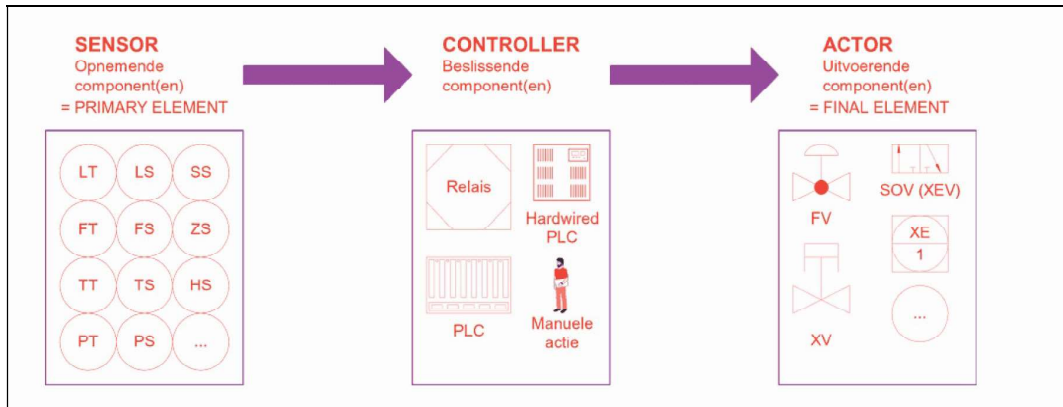 SENSOR
Opnemende
component(en)
= PRIMARY ELEMENT
LT LS SS
FT FS ZS
TT TS HS
PT PS ...
CONTROLLER
Beslissende
component(en)
Relais
Hardwired
PLC
PLC
Manuele
actie
ACTOR
Uitvoerende
component(en)
= FINAL ELEMENT
FV
SOV (XEV)
XE
1
XV
...